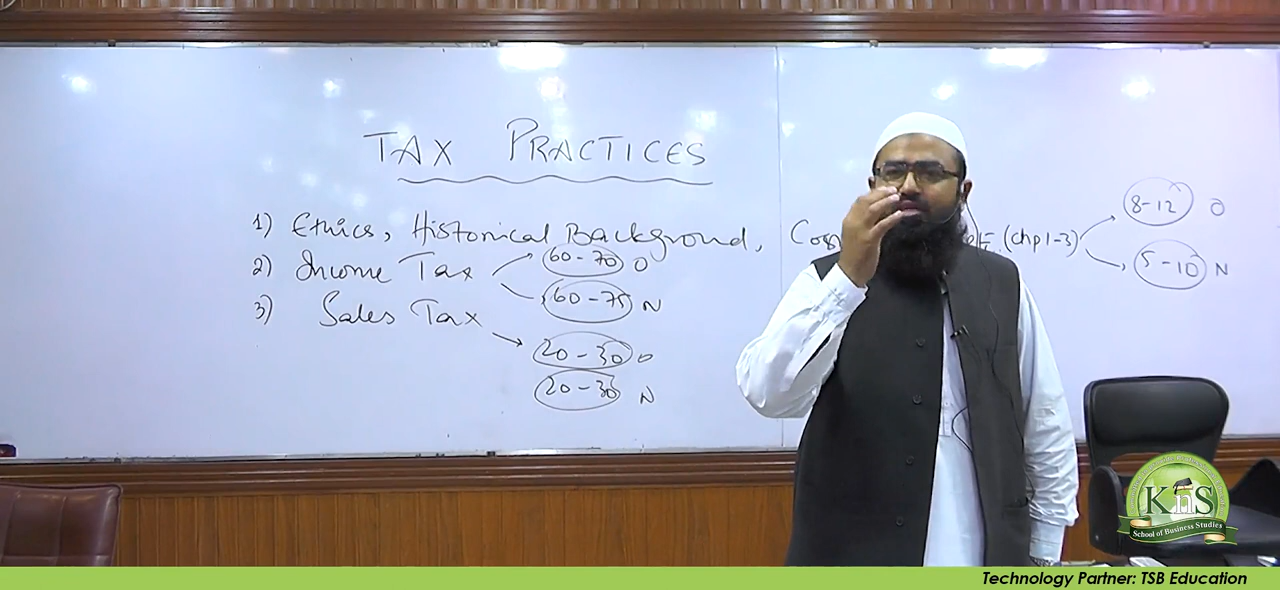 TAX PRACTICES
1) Ethics, Historical Background, (chp 1-3) 8-12 O
5-10 N
2) Income Tax 60-70 O
60-75 N
3) Sales Tax 20-30 O
20-30 N
KnS
School of Business Studies
Technology Partner: TSB Education